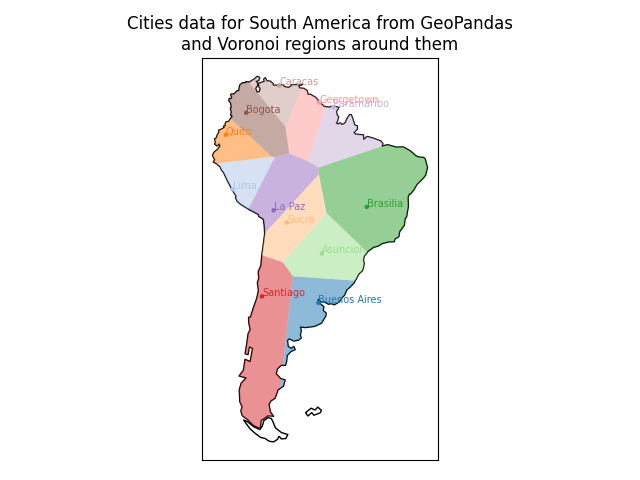 Cities data for South America from GeoPandas
and Voronoi regions around them
Caracas
Georgetown
Paramaribo
Bogota
Quito
Lima
La Paz
Brasilia
Sucre
Asuncion
Santiago
Buenos Aires